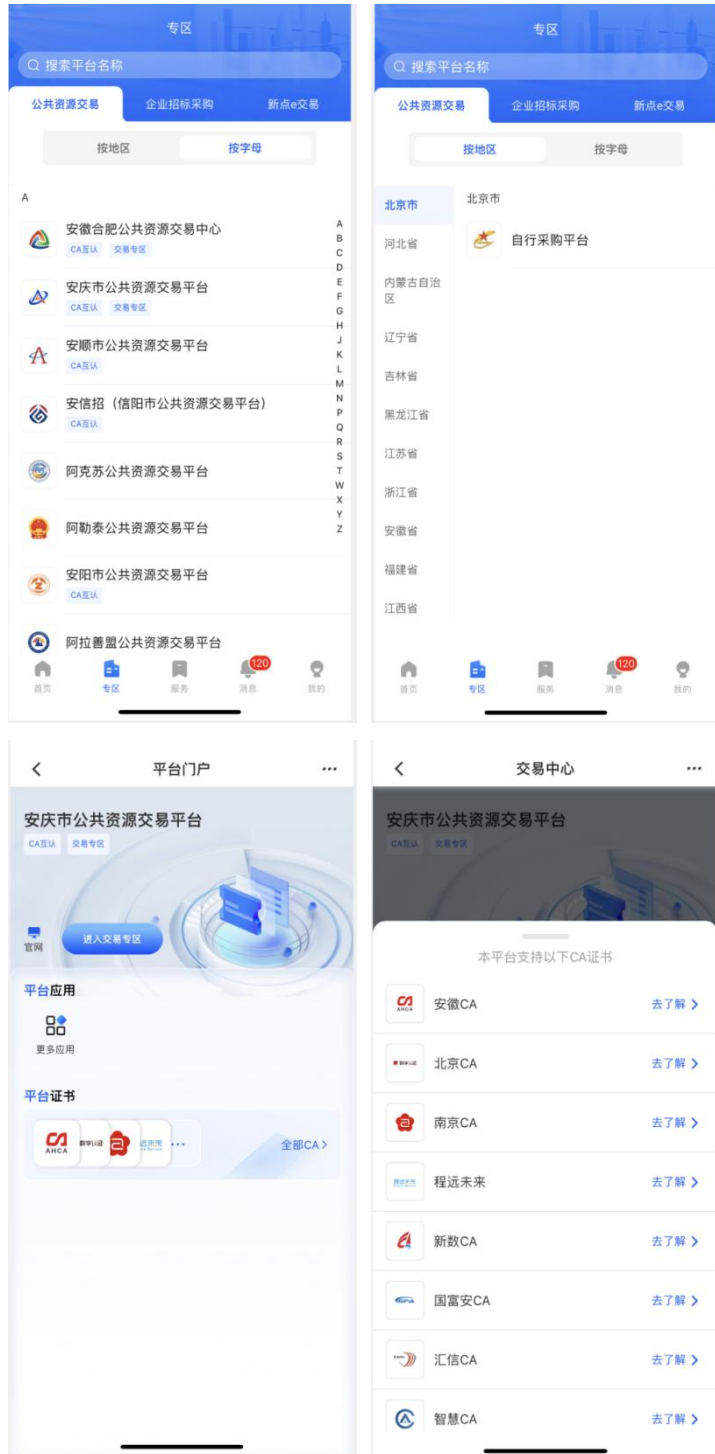 专区
搜索平台名称
公共资源交易 企业招标采购 新点e交易
按地区 按字母
A
安徽合肥公共资源交易中心
CA互认 交易专区
安庆市公共资源交易平台
CA互认 交易专区
安顺市公共资源交易平台
CA互认
安信招（信阳市公共资源交易平台）
CA互认
阿克苏公共资源交易平台
阿勒泰公共资源交易平台
安阳市公共资源交易平台
CA互认
阿拉善盟公共资源交易平台
A
B
C
D
E
F
G
H
J
K
L
M
N
P
Q
R
S
T
W
X
Y
Z
120
首页 专区 服务 消息 我的
专区
搜索平台名称
公共资源交易 企业招标采购 新点e交易
按地区 按字母
北京市
河北省
内蒙古自治
区
辽宁省
吉林省
黑龙江省
江苏省
浙江省
安徽省
福建省
江西省
北京市
自行采购平台
120
首页 专区 服务 消息 我的
平台门户
安庆市公共资源交易平台
CA互认 交易专区
官网 进入交易专区
平台应用
更多应用
平台证书
AHCA 数字认证 全部CA
交易中心
安庆市公共资源交易平台
CA互认 交易专区
本平台支持以下CA证书
AHCA 安徽CA 去了解
北京CA 去了解
南京CA 去了解
程远未来 去了解
新数CA 去了解
国富安CA 去了解
汇信CA 去了解
智慧CA 去了解